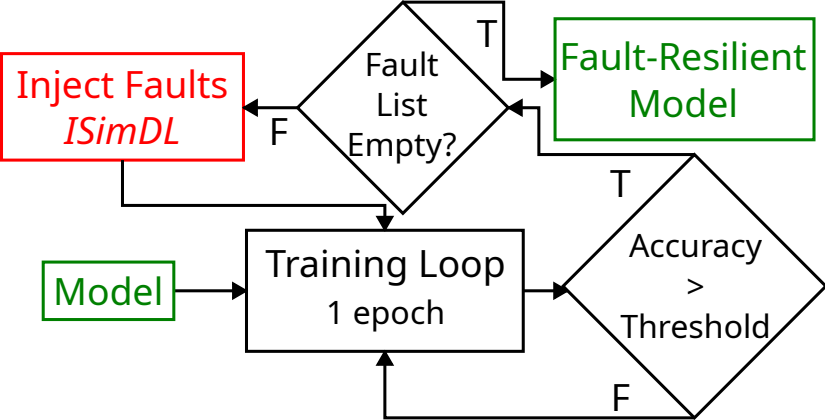 T
Fault-Resilient
Model
Fault
List
Empty?
Inject Faults
ISimDL
F
T
Accuracy
>
Threshold
Training Loop
1 epoch
Model
F